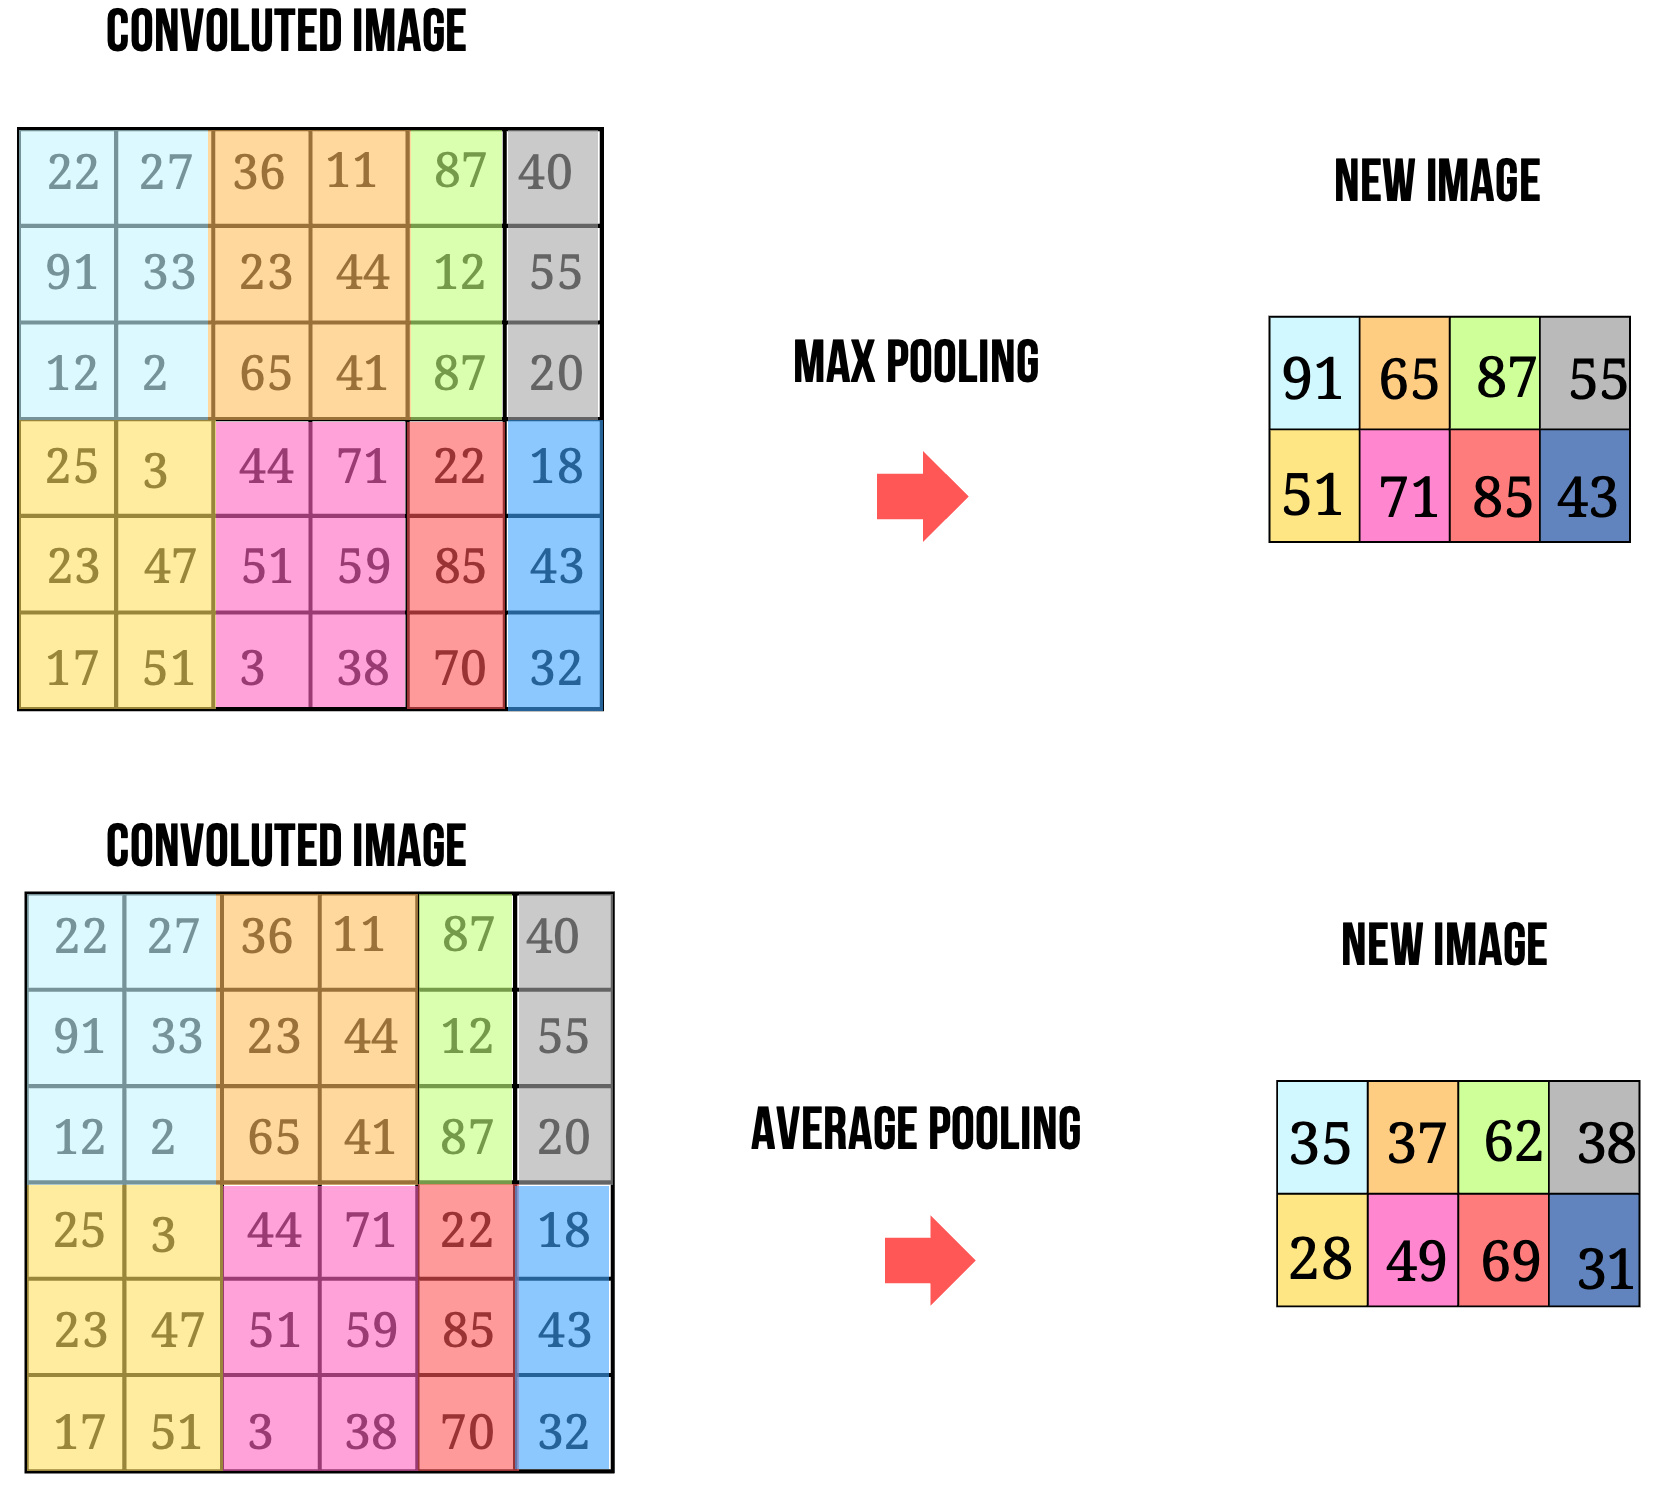 CONVOLUTED IMAGE
22 27 36 11 87 40
91 33 23 44 12 55
12 2 65 41 87 20
25 3 44 71 22 18
23 47 51 59 85 43
17 51 3 38 70 32
MAX POOLING
NEW IMAGE
91 65 87 55
51 71 85 43
CONVOLUTED IMAGE
22 27 36 11 87 40
91 33 23 44 12 55
12 2 65 41 87 20
25 3 44 71 22 18
23 47 51 59 85 43
17 51 3 38 70 32
AVERAGE POOLING
NEW IMAGE
35 37 62 38
28 49 69 31